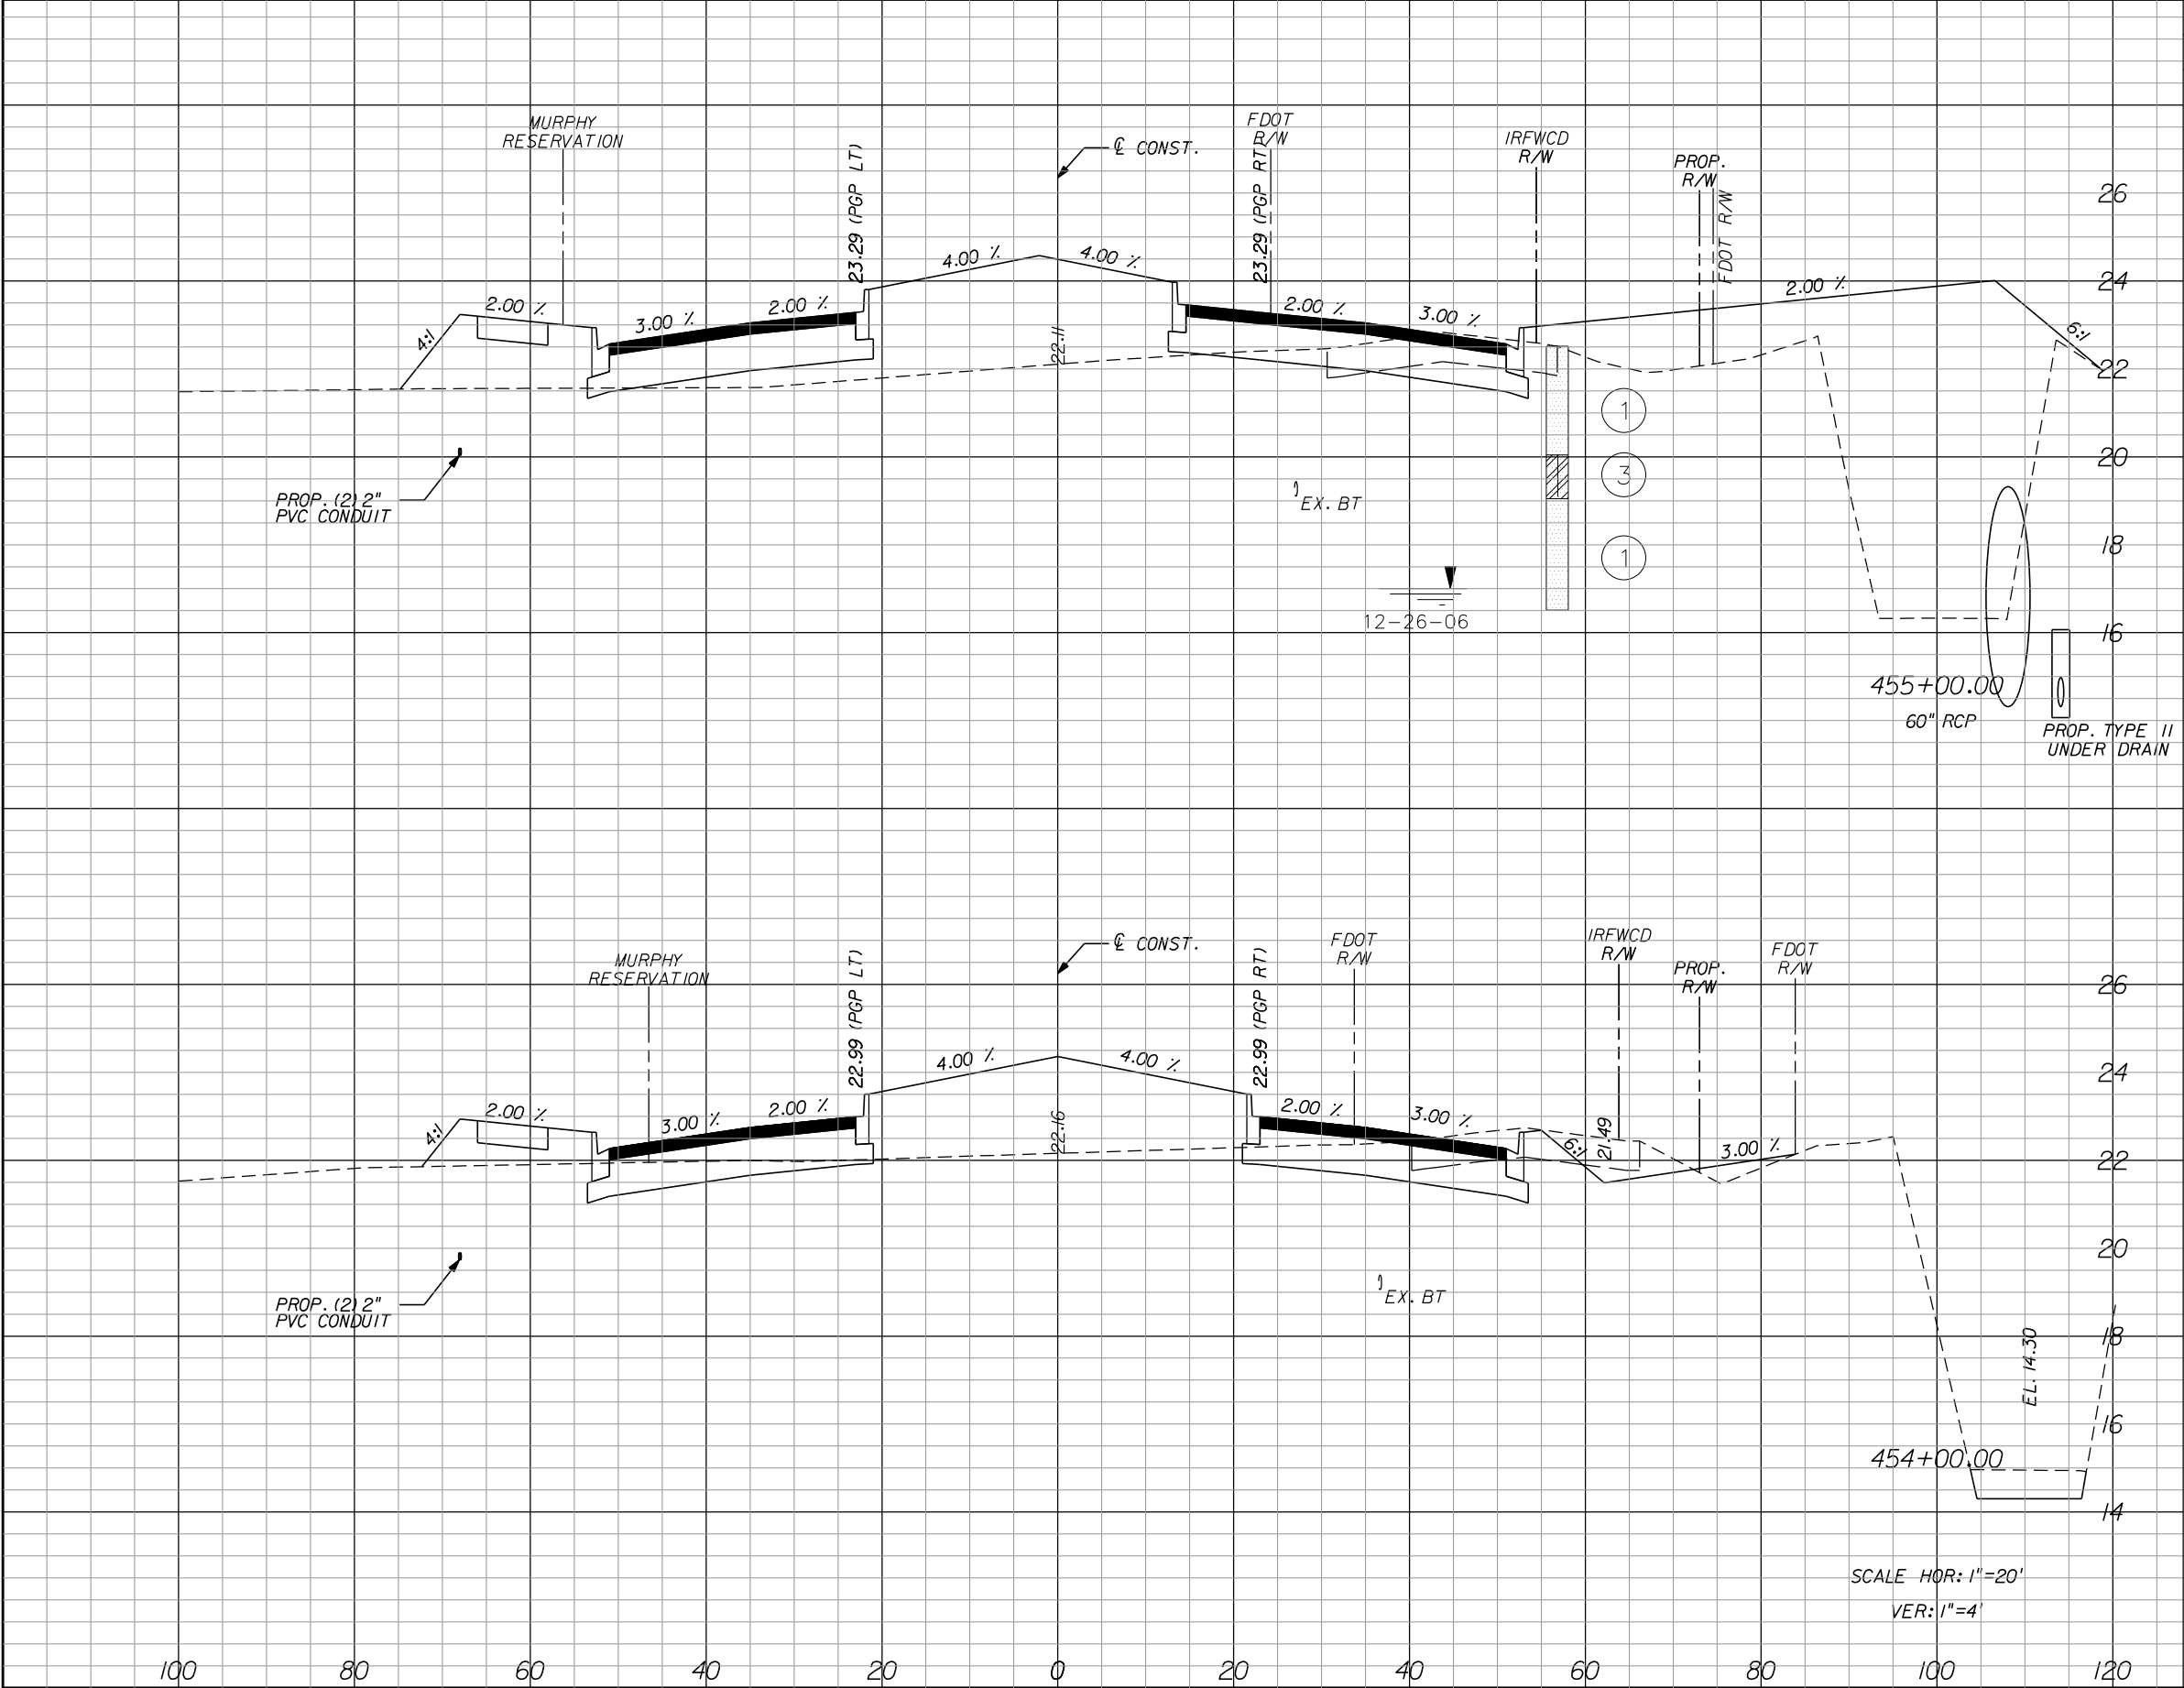 MURPHY
RESERVATION
23.29 (PGP LT)
℄ CONST.
FDOT
R/W
23.29 (PGP RT)
IRFWCD
R/W
PROP.
R/W
FDOT R/W
26
4:1
2.00 %
3.00 %
2.00 %
4.00 %
4.00 %
22.11
2.00 %
3.00 %
2.00 %
24
6:1
22
1
3
1
20
PROP. (2) 2"
PVC CONDUIT
EX. BT
18
12-26-06
16
455+00.00
60" RCP
PROP. TYPE II
UNDER DRAIN
MURPHY
RESERVATION
22.99 (PGP LT)
℄ CONST.
22.99 (PGP RT)
FDOT
R/W
IRFWCD
R/W
PROP.
R/W
FDOT
R/W
26
4:1
2.00 %
3.00 %
2.00 %
4.00 %
4.00 %
22.16
2.00 %
3.00 %
6:1
21.49
3.00 %
24
22
20
PROP. (2) 2"
PVC CONDUIT
EX. BT
18
EL. 14.30
16
454+00.00
14
SCALE HOR: 1"=20'
VER: 1"=4'
100 80 60 40 20 0 20 40 60 80 100 120